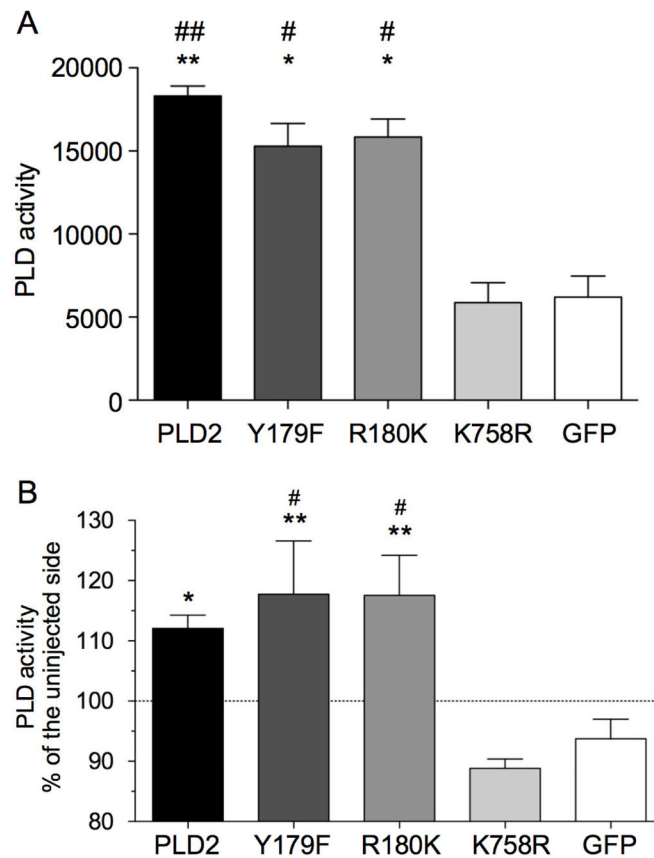 A
## # #
** * *
20000
15000
10000
5000
0
PLD activity
PLD2 Y179F R180K K758R GFP
B
# #
* ** **
130
120
110
100
90
80
PLD activity
% of the uninjected side
PLD2 Y179F R180K K758R GFP